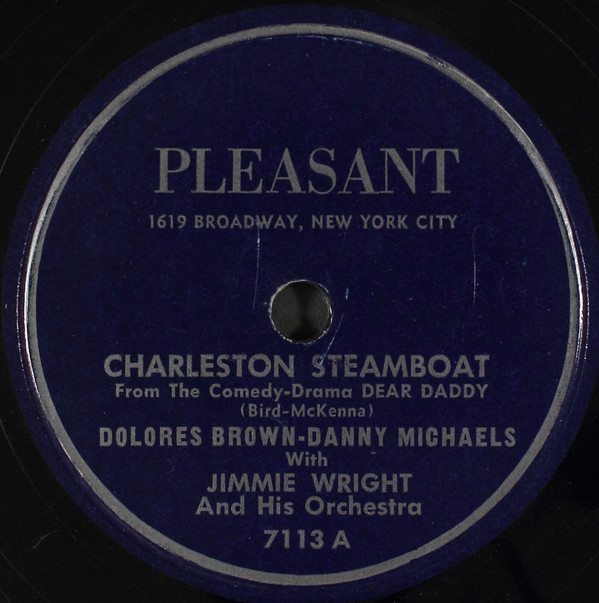 PLEASANT
1619 BROADWAY, NEW YORK CITY
CHARLESTON STEAMBOAT
From The Comedy-Drama DEAR DADDY
(Bird-McKenna)
DOLORES BROWN-DANNY MICHAELS
With
JIMMIE WRIGHT
And His Orchestra
7113 A